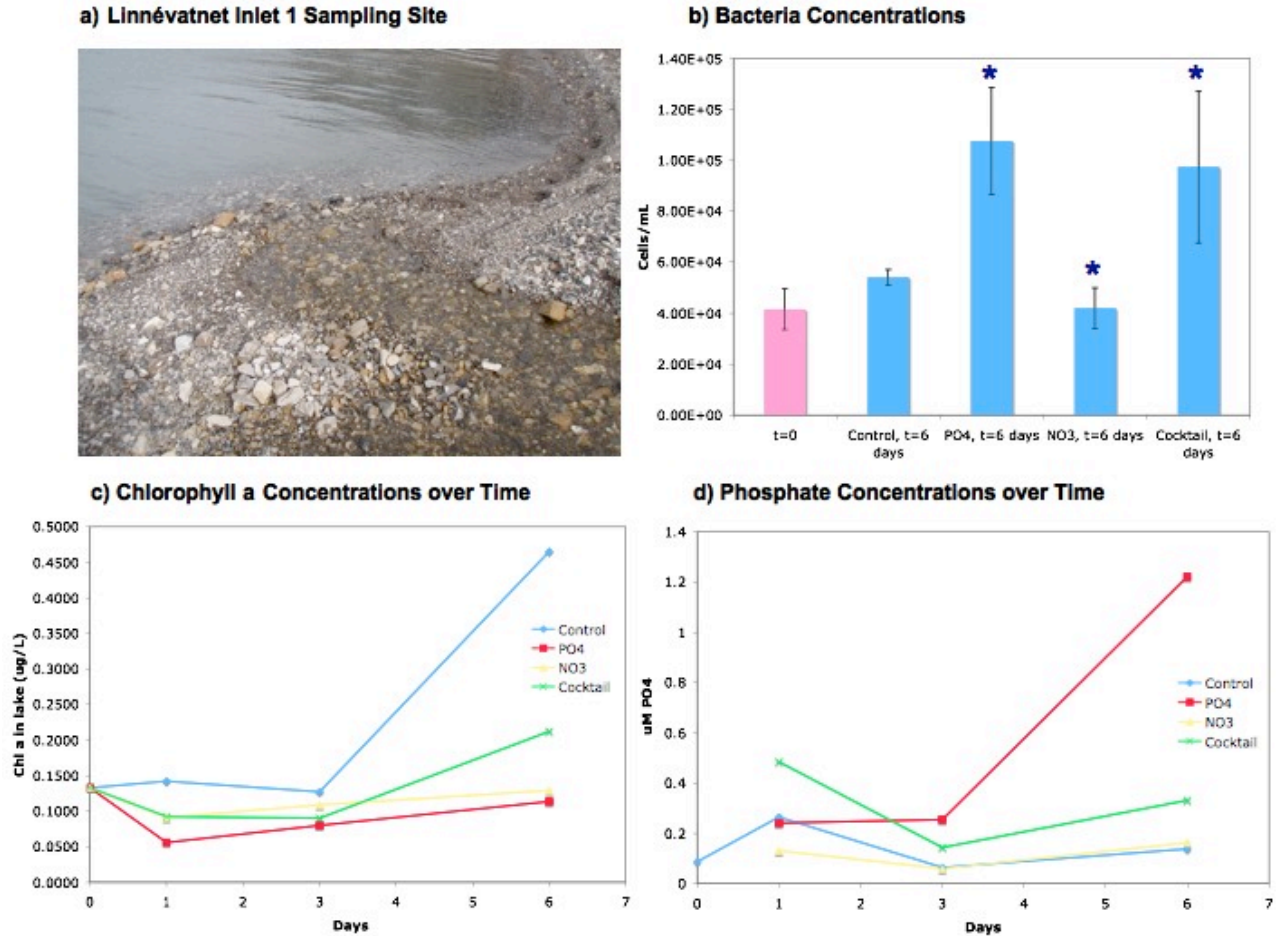 a) Linnévatnet Inlet 1 Sampling Site
b) Bacteria Concentrations
1.40E+05
1.20E+05
1.00E+05
8.00E+04
6.00E+04
4.00E+04
2.00E+04
0.00E+00
Cells/mL
*
*
*
t=0
Control, t=6 days
PO4, t=6 days
NO3, t=6 days
Cocktail, t=6 days
c) Chlorophyll a Concentrations over Time
0.5000
0.4500
0.4000
0.3500
0.3000
0.2500
0.2000
0.1500
0.1000
0.0500
0.0000
Chl a in lake (ug/L)
Control
PO4
NO3
Cocktail
0 1 2 3 4 5 6 7
Days
d) Phosphate Concentrations over Time
1.4
1.2
1
0.8
0.6
0.4
0.2
0
uM PO4
Control
PO4
NO3
Cocktail
0 1 2 3 4 5 6 7
Days